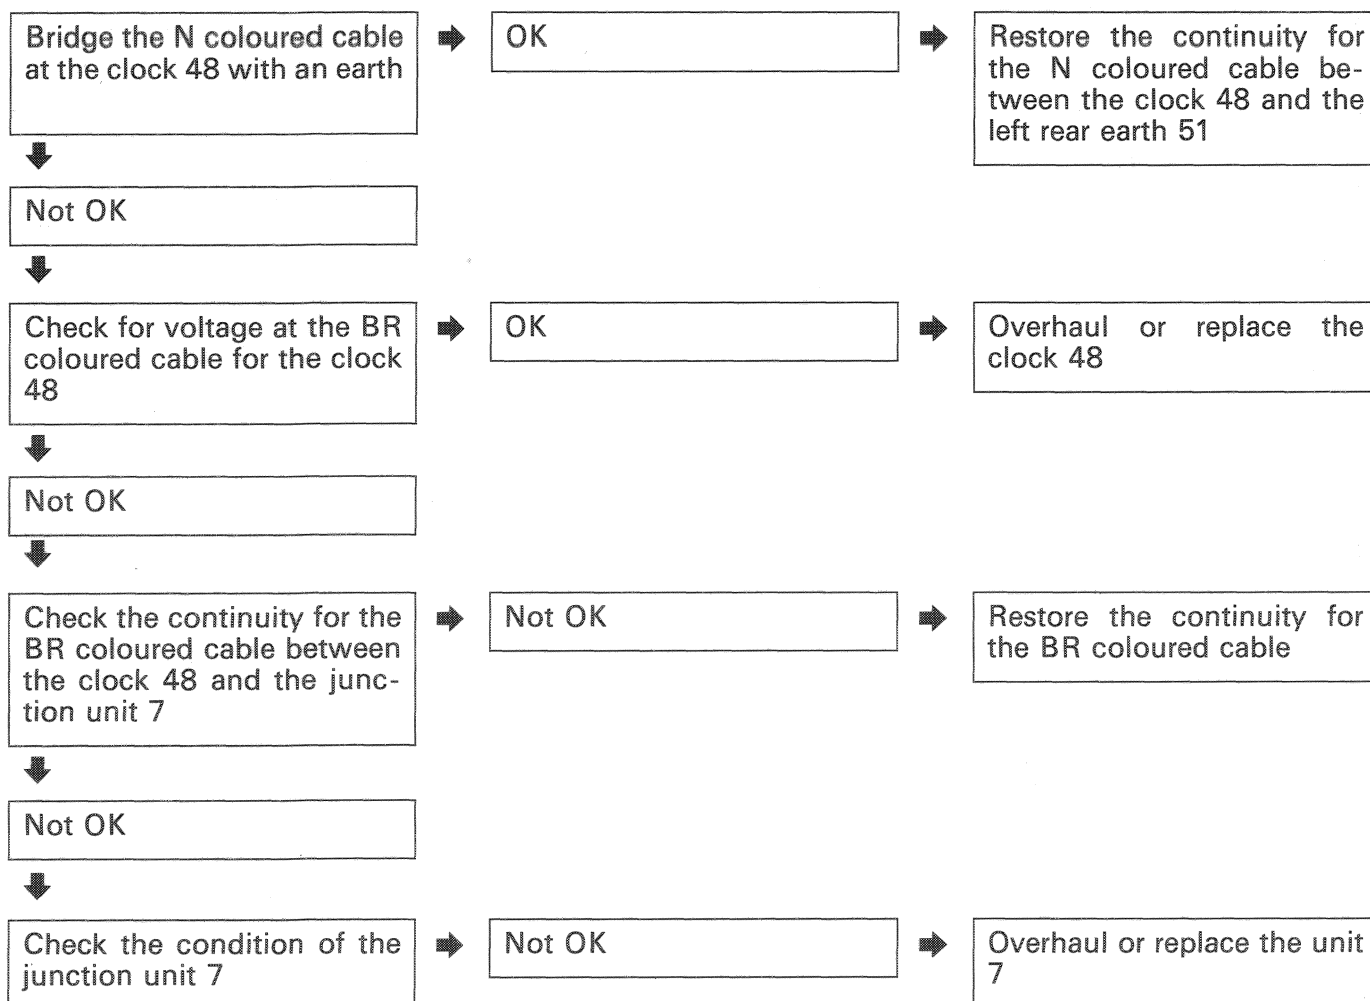 Bridge the N coloured cable
at the clock 48 with an earth
OK
Restore the continuity for
the N coloured cable be-
tween the clock 48 and the
left rear earth 51
Not OK
Check for voltage at the BR
coloured cable for the clock
48
OK
Overhaul or replace the
clock 48
Not OK
Check the continuity for the
BR coloured cable between
the clock 48 and the junc-
tion unit 7
Not OK
Restore the continuity for
the BR coloured cable
Not OK
Check the condition of the
junction unit 7
Not OK
Overhaul or replace the unit
7